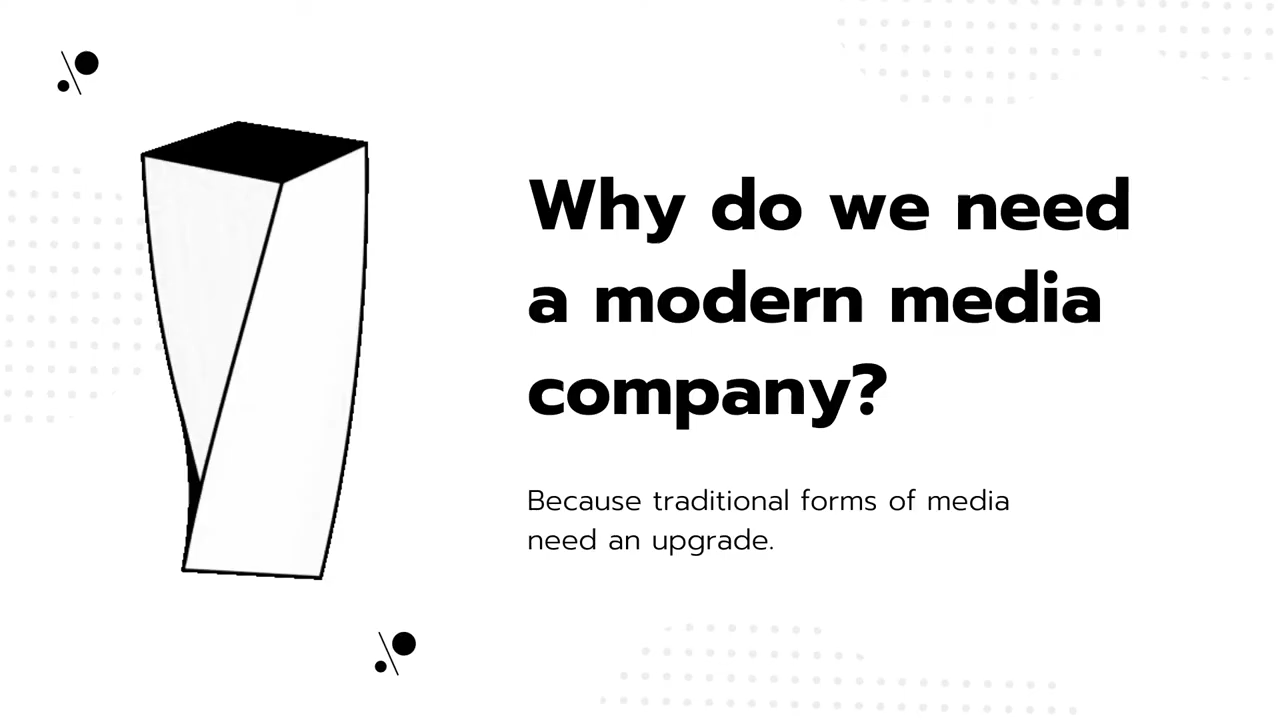 Why do we need
a modern media
company?
Because traditional forms of media
need an upgrade.